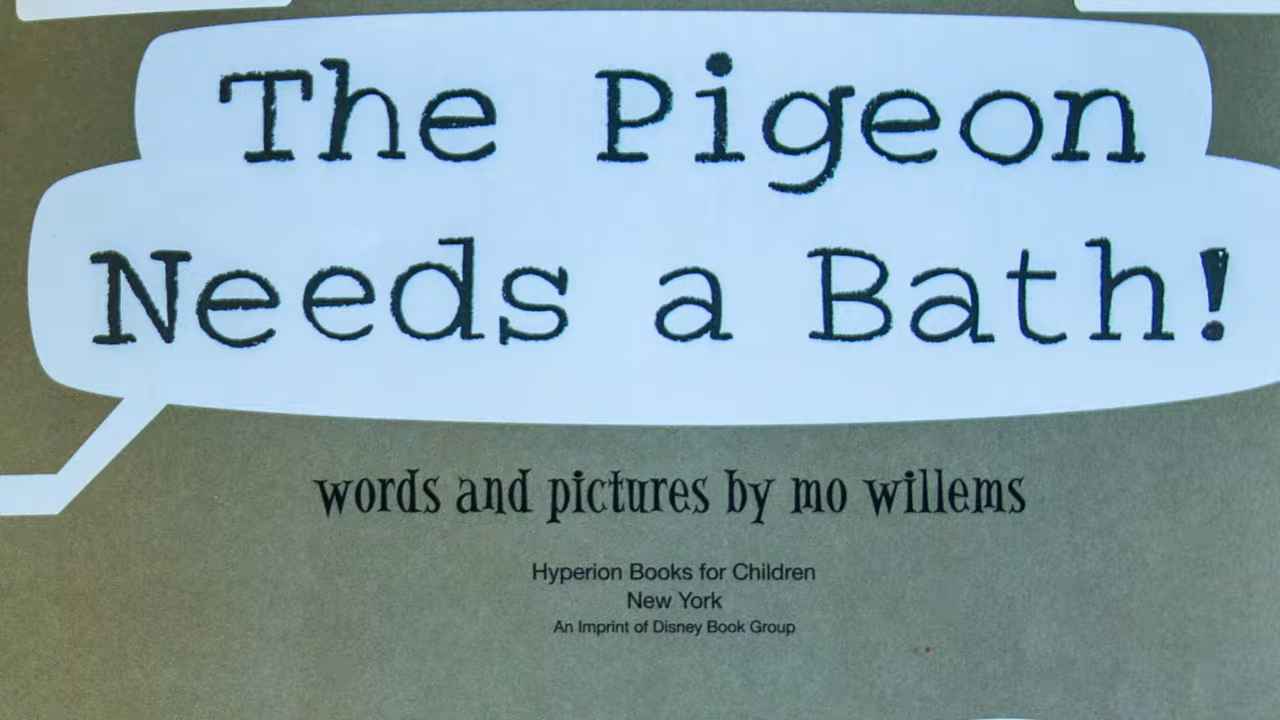 The Pigeon
Needs a Bath!
words and pictures by mo willems
Hyperion Books for Children
New York
An Imprint of Disney Book Group